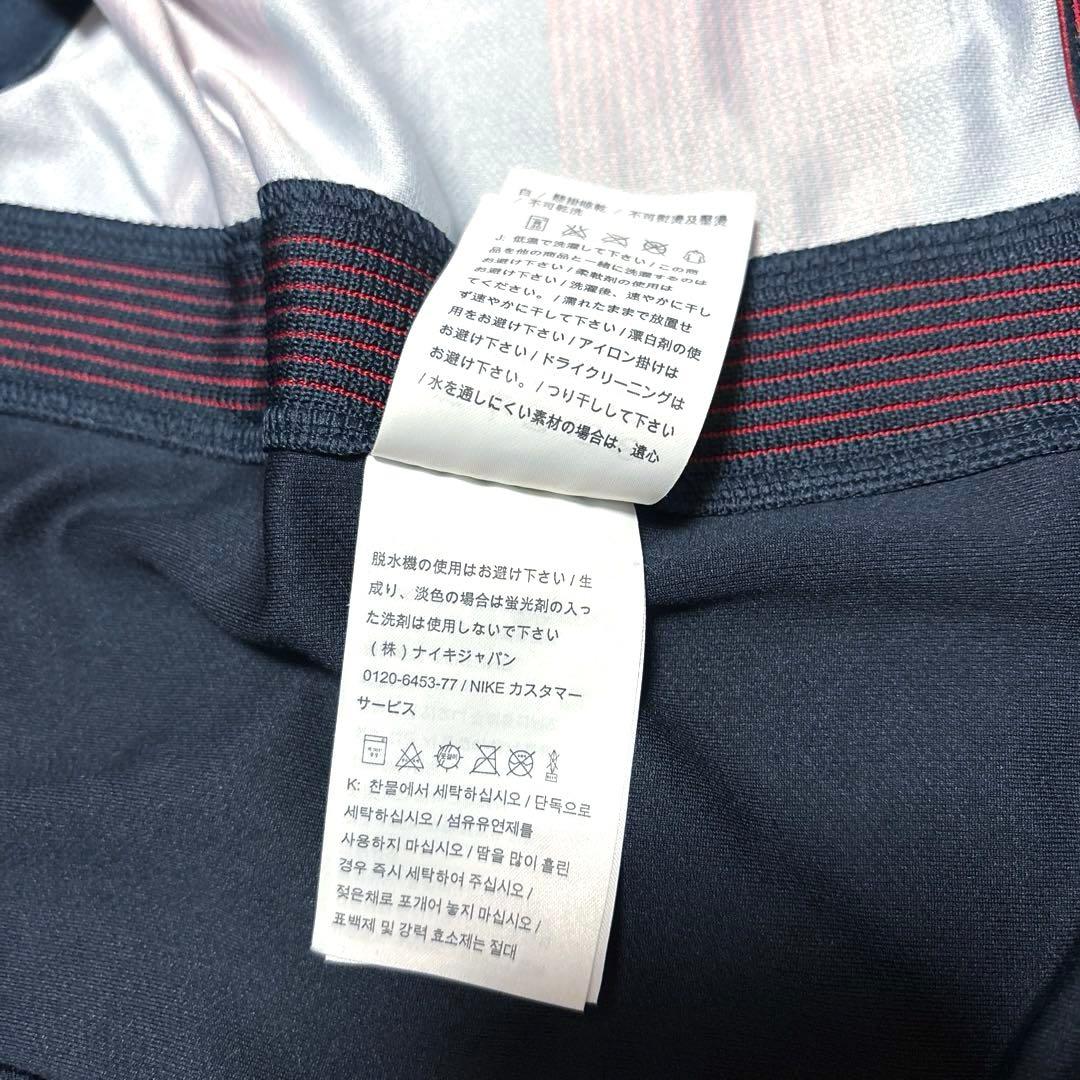 白 / 懸掛晾乾 / 不可乾燙及壓燙
/ 不可乾洗
J: 低温で洗濯して下さい / この商
品を他の商品と一緒に洗濯するのは
お避け下さい / 柔軟剤の使用は
お避け下さい / 洗濯後、速やかに干し
てください。 / 濡れたままで放置せ
ず速やかに干して下さい / 漂白剤の使
用をお避け下さい / アイロン掛けは
お避け下さい / ドライクリーニングは
お避け下さい。 / つり干しして下さい
/ 水を通しにくい素材の場合は、遠心
脱水機の使用はお避け下さい / 生
成り、淡色の場合は蛍光剤の入っ
た洗剤は使用しないで下さい
(株) ナイキジャパン
0120-6453-77 / NIKE カスタマー
サービス
K: 찬물에서 세탁하십시오 / 단독으로
세탁하십시오 / 섬유유연제를
사용하지 마십시오 / 땀을 많이 흘린
경우 즉시 세탁하여 주십시오 /
젖은채로 포개어 놓지 마십시오 /
표백제 및 강력 효소제는 절대